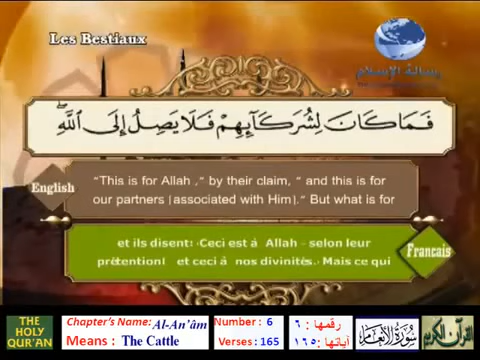 Les Bestiaux
رسالة الإسلام
فَمَا كَانَ لِشُرَكَآئِهِمْ فَلَا يَصِلُ إِلَى ٱللَّهِۖ
English
“This is for Allah ,” by their claim, “ and this is for
our partners [associated with Him].” But what is for
et ils disent: ‹Ceci est à Allah – selon leur
prétention! et ceci à nos divinités.› Mais ce qui
Francais
THE
HOLY
QUR'AN
Chapter's Name: Al-An'âm
Means : The Cattle
Number : 6
Verses : 165
رقمها : ٦
آياتها : ١٦٥
سورة الأنعام
القرآن الكريم